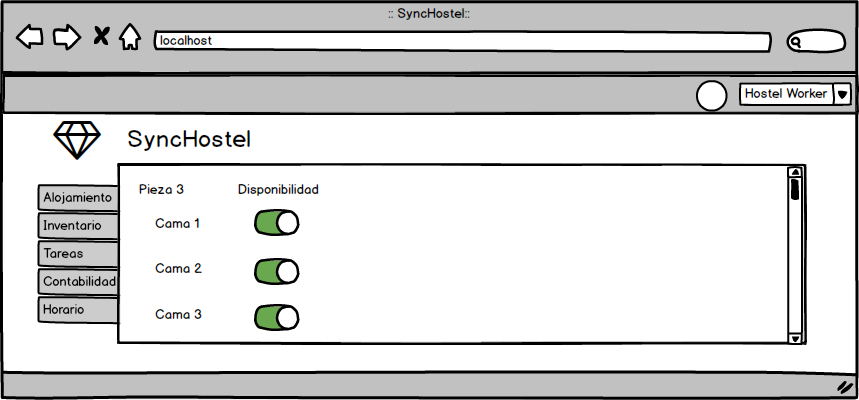 :: SyncHostel::
localhost
Hostel Worker
SyncHostel
Pieza 3 Disponibilidad
Alojamiento
Cama 1
Inventario
Tareas
Cama 2
Contabilidad
Horario
Cama 3